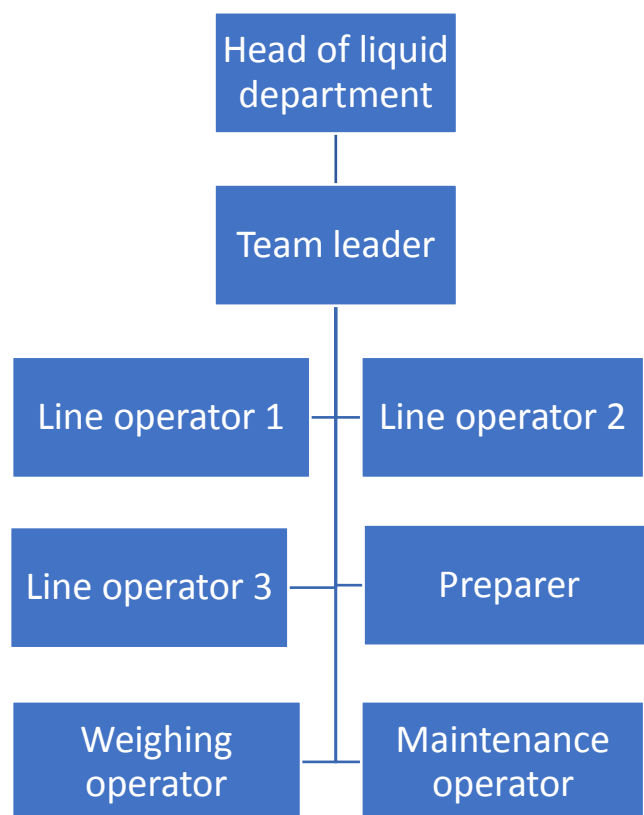 Head of liquid
department
Team leader
Line operator 1
Line operator 2
Line operator 3
Preparer
Weighing
operator
Maintenance
operator